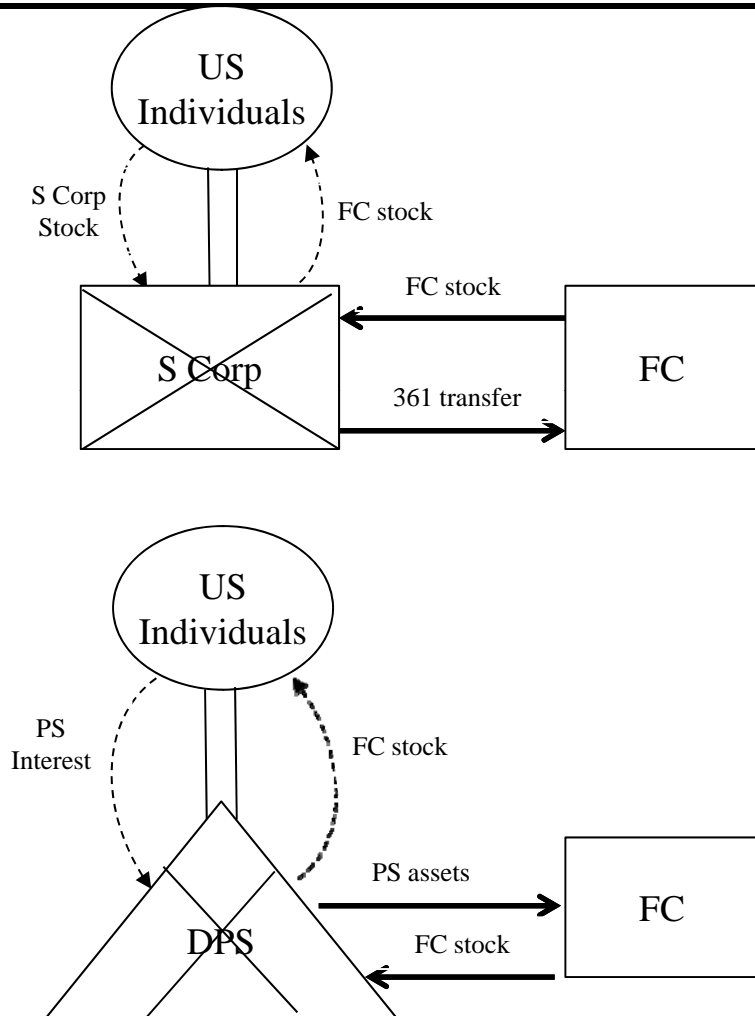 US
Individuals
S Corp
Stock
FC stock
FC stock
S Corp
FC
361 transfer
US
Individuals
PS
Interest
FC stock
PS assets
FC
DPS
FC stock